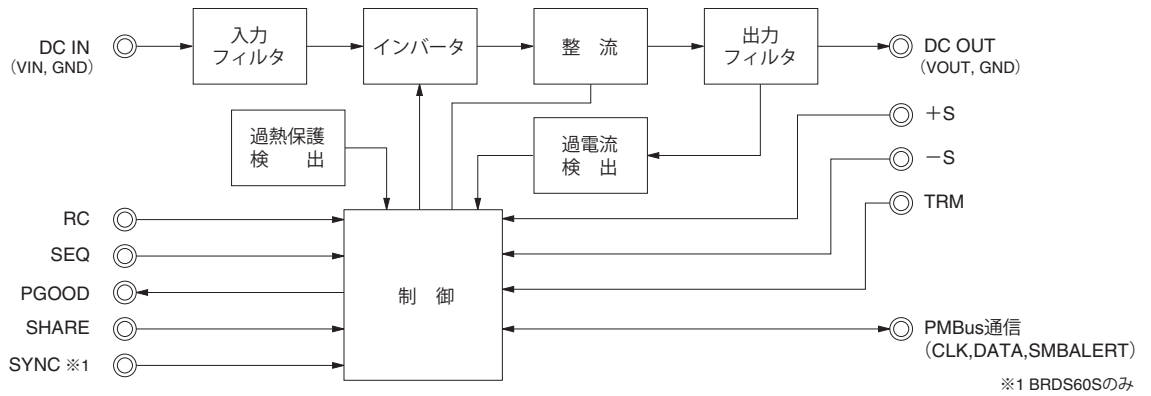 DC IN
(VIN, GND)
入力
フィルタ
インバータ
整 流
出力
フィルタ
DC OUT
(VOUT, GND)
過熱保護
検 出
過電流
検 出
+S
-S
TRM
RC
SEQ
PGOOD
SHARE
SYNC ※1
制 御
PMBus通信
(CLK,DATA,SMBALERT)
※1 BRDS60Sのみ